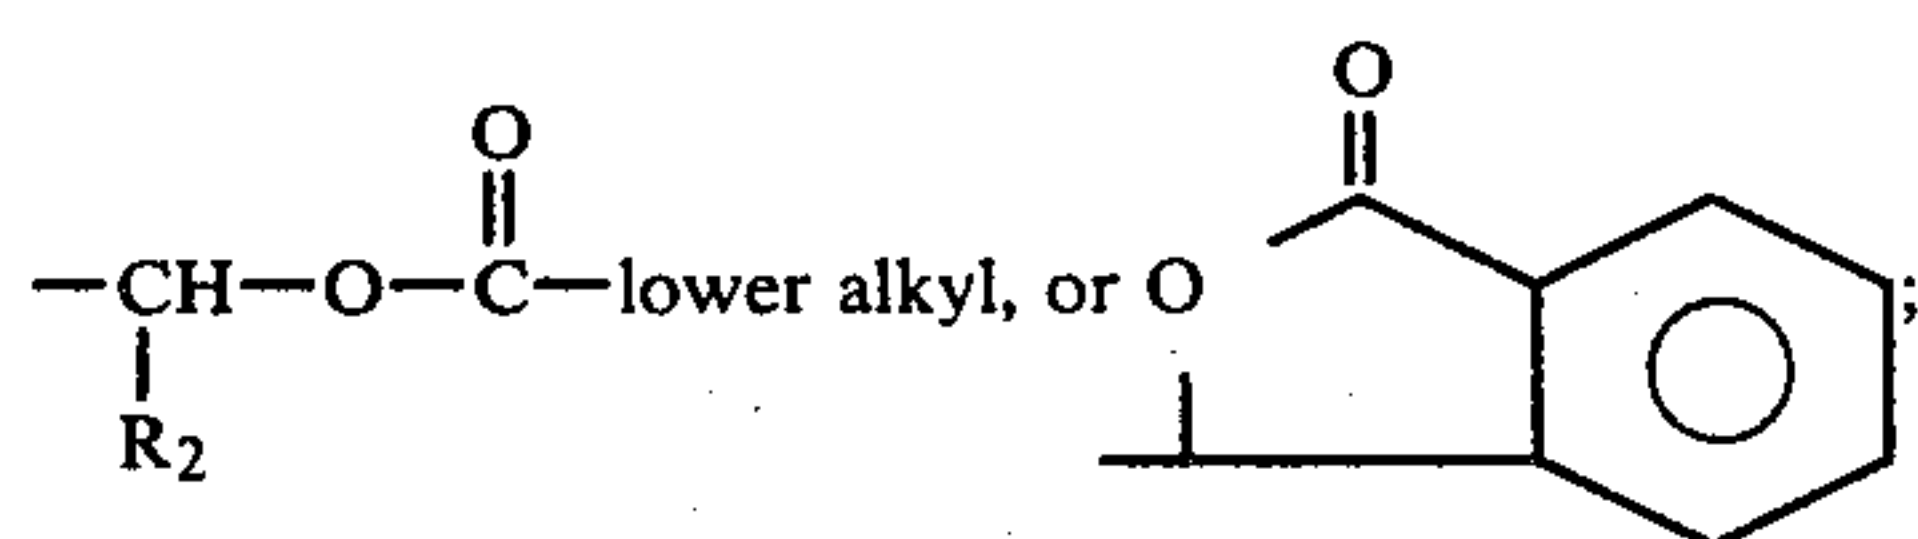 O
O
—CH—O—C—lower alkyl, or O ;
R2